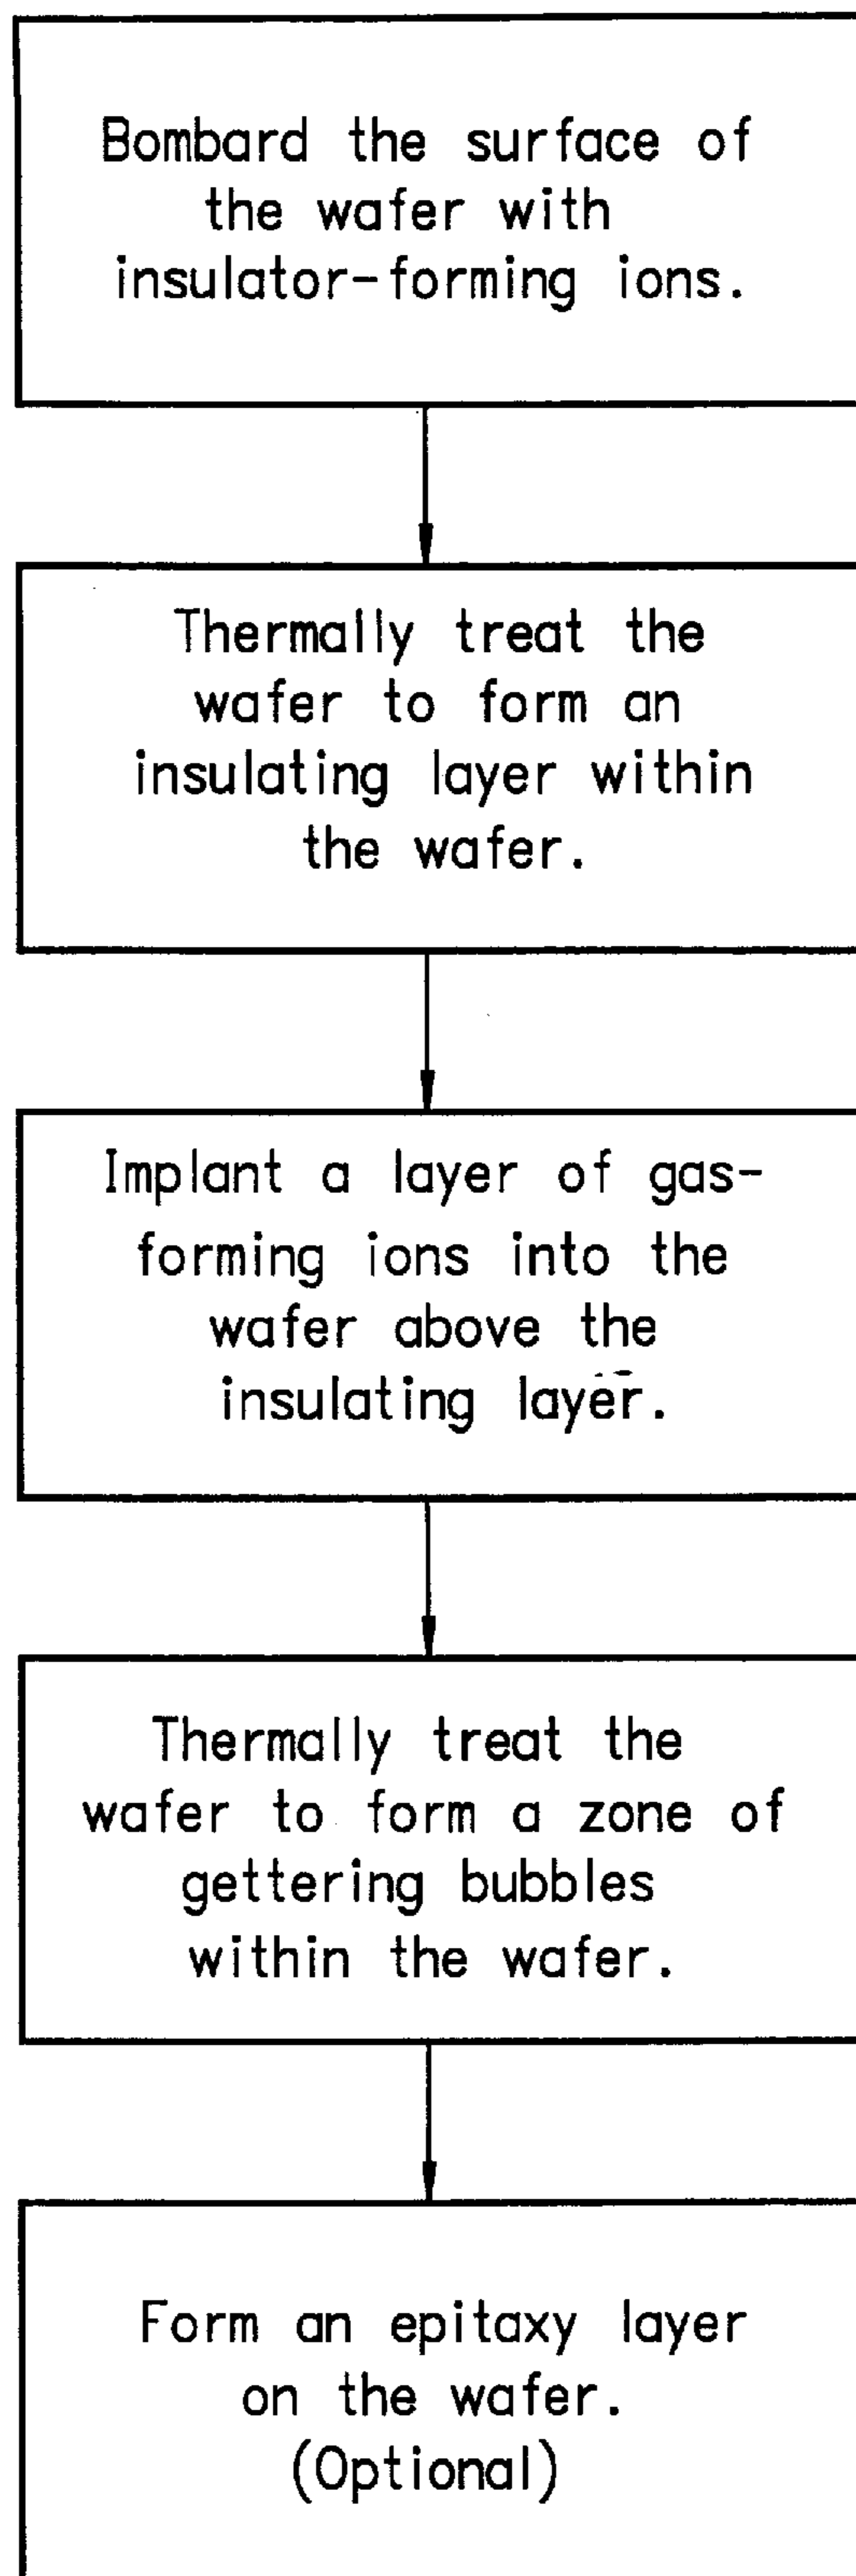 Bombard the surface of
the wafer with
insulator-forming ions.
Thermally treat the
wafer to form an
insulating layer within
the wafer.
Implant a layer of gas-
forming ions into the
wafer above the
insulating layer.
Thermally treat the
wafer to form a zone of
gettering bubbles
within the wafer.
Form an epitaxy layer
on the wafer.
(Optional)